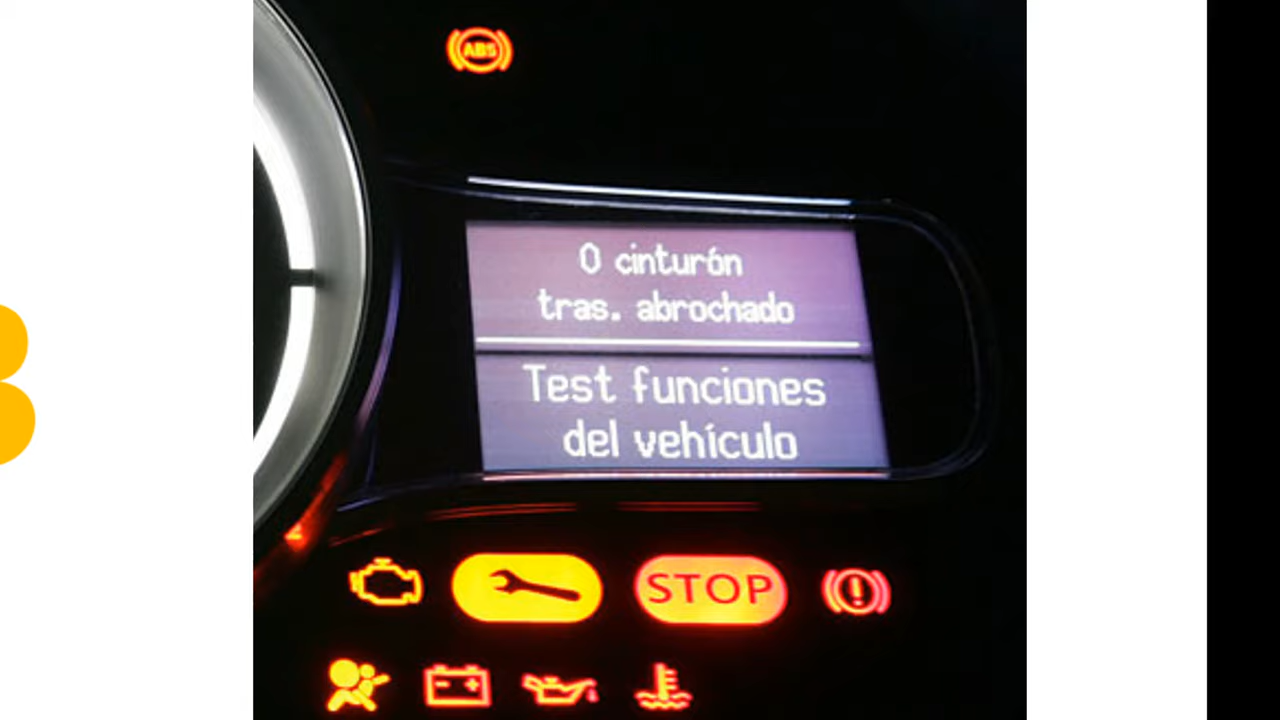 ABS
0 cinturón
tras. abrochado
Test funciones
del vehículo
STOP